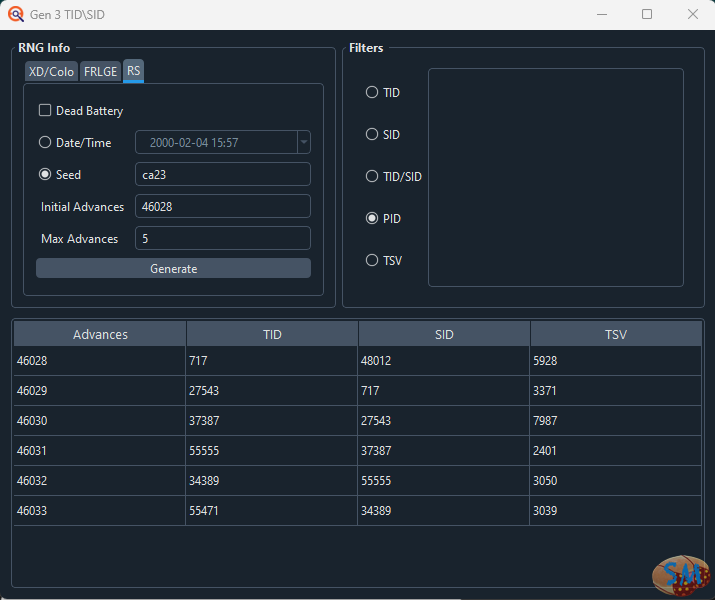 Gen 3 TID\SID
RNG Info
XD/Colo FRLGE RS
Dead Battery
Date/Time 2000-02-04 15:57
Seed ca23
Initial Advances 46028
Max Advances 5
Generate
Filters
TID
SID
TID/SID
PID
TSV
Advances TID SID TSV
46028 717 48012 5928
46029 27543 717 3371
46030 37387 27543 7987
46031 55555 37387 2401
46032 34389 55555 3050
46033 55471 34389 3039
SM